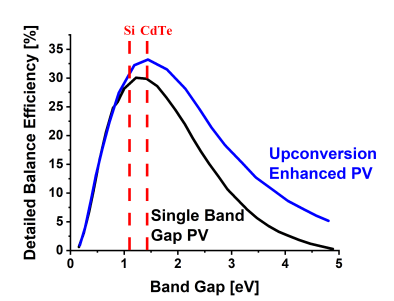 Si CdTe
Detailed Balance Efficiency [%]
35
30
25
20
15
10
5
0
Upconversion
Enhanced PV
Single Band
Gap PV
0 1 2 3 4 5
Band Gap [eV]